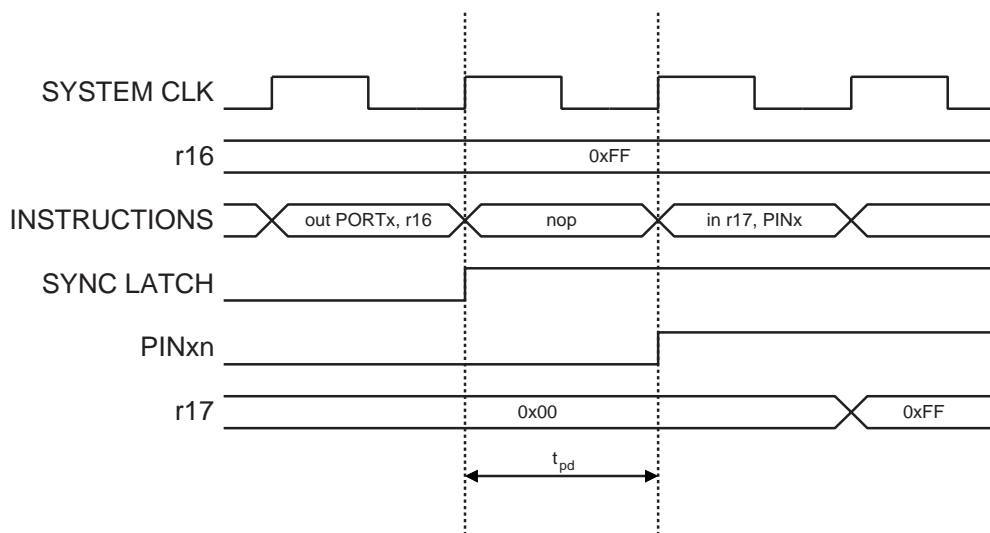 SYSTEM CLK
r16
0xFF
INSTRUCTIONS
out PORTx, r16
nop
in r17, PINx
SYNC LATCH
PINxn
r17
0x00
0xFF
tpd